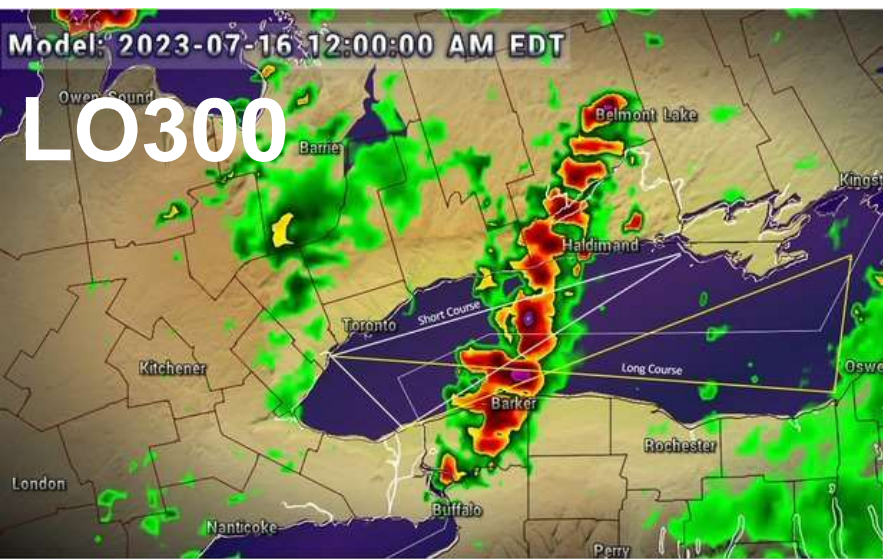 Model: 2023-07-16 12:00:00 AM EDT
Owen Sound
LO300
Belmont Lake
Barrie
Kingst
Haldimand
Short Course
Toronto
Kitchener
Long Course
Oswe
Barker
Rochester
London
Buffalo
Nanticoke
Perry